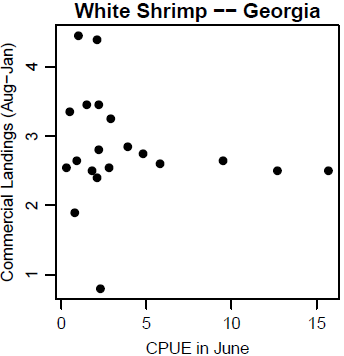 White Shrimp −− Georgia
Commercial Landings (Aug−Jan)
4
3
2
1
0 5 10 15
CPUE in June